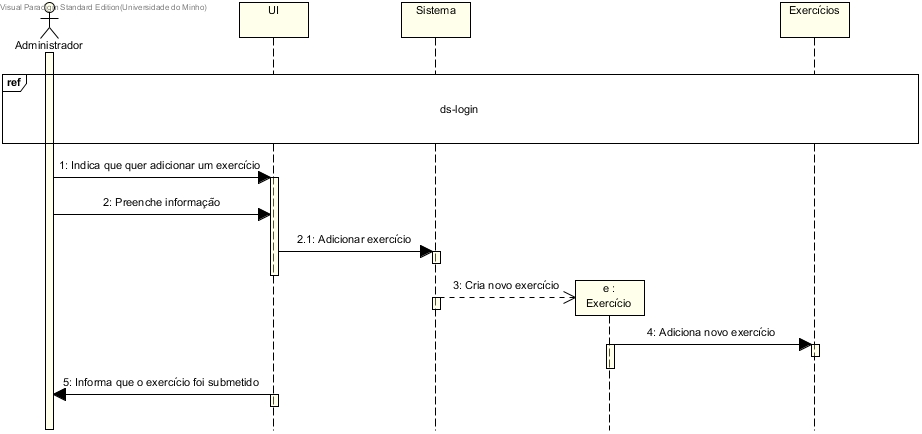 Visual Paradigm Standard Edition(Universidade do Minho)
UI
Sistema
Exercícios
Administrador
ref
ds-login
1: Indica que quer adicionar um exercício
2: Preenche informação
2.1: Adicionar exercício
3: Cria novo exercício
e :
Exercício
4: Adiciona novo exercício
5: Informa que o exercício foi submetido